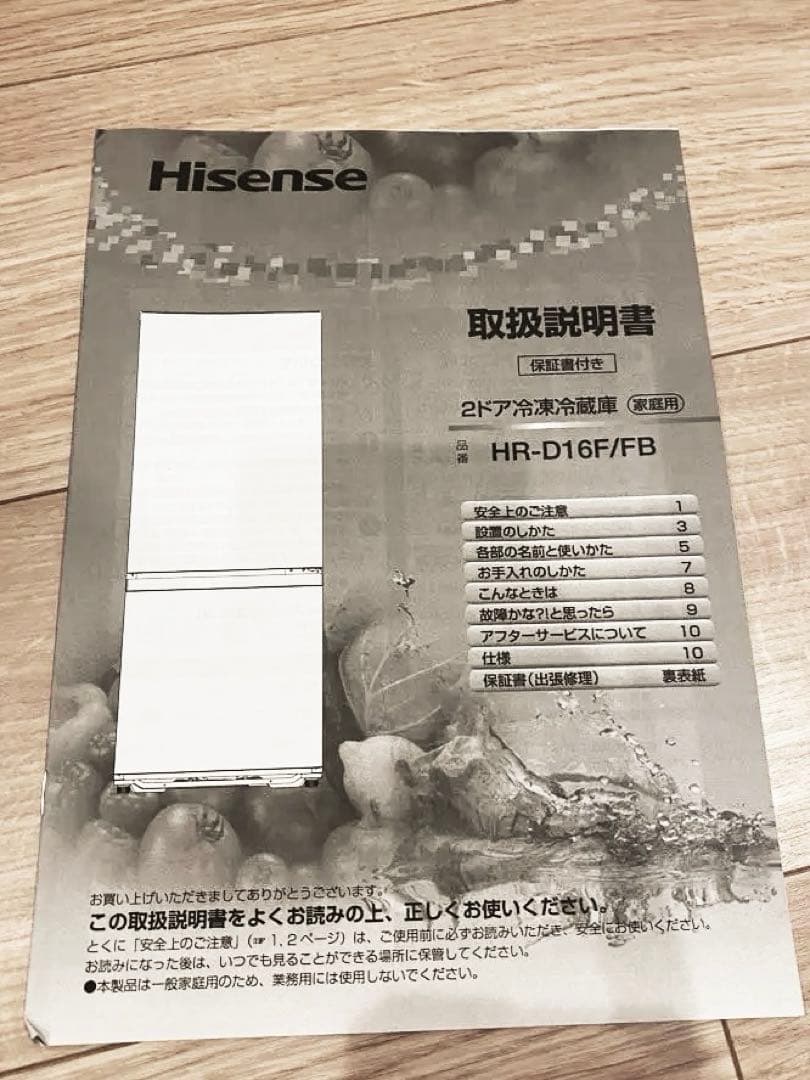 Hisense
取扱説明書
保証書付き
2ドア冷凍冷蔵庫 家庭用
品番 HR-D16F/FB
安全上のご注意 1
設置のしかた 3
各部の名前と使いかた 5
お手入れのしかた 7
こんなときは 8
故障かな?!と思ったら 9
アフターサービスについて 10
仕様 10
保証書(出張修理) 裏表紙
お買い上げいただきましてありがとうございます。
この取扱説明書をよくお読みの上、正しくお使いください。
とくに「安全上のご注意」(☞1、2ページ)は、ご使用前に必ずお読みいただき、安全にお使いください。
お読みになった後は、いつでも見ることができる場所に保管してください。
●本製品は一般家庭用のため、業務用には使用しないでください。